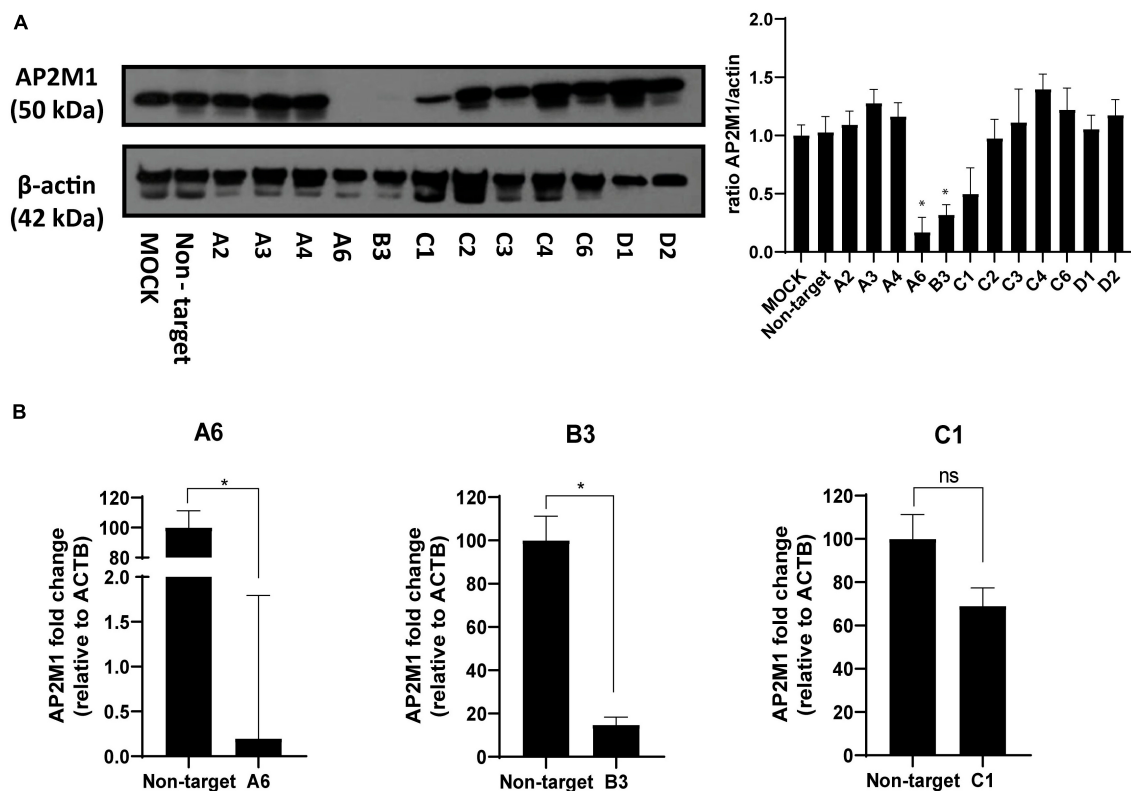 A
AP2M1
(50 kDa)
β-actin
(42 kDa)
MOCK
Non - target
A2
A3
A4
A6
B3
C1
C2
C3
C4
C6
D1
D2
ratio AP2M1/actin
2.0
1.5
1.0
0.5
0.0
*
*
MOCK
Non-target
A2
A3
A4
A6
B3
C1
C2
C3
C4
C6
D1
D2
B
A6
AP2M1 fold change
(relative to ACTB)
120
100
80
2.0
1.5
1.0
0.5
0.0
*
Non-target A6
B3
AP2M1 fold change
(relative to ACTB)
120
100
80
60
40
20
0
*
Non-target B3
C1
AP2M1 fold change
(relative to ACTB)
120
100
80
60
40
20
0
ns
Non-target C1